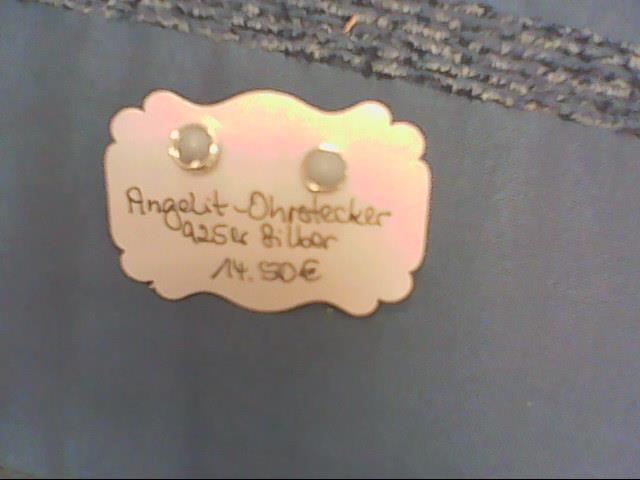 Angelit-Ohrstecker
925er Silber
14.50€